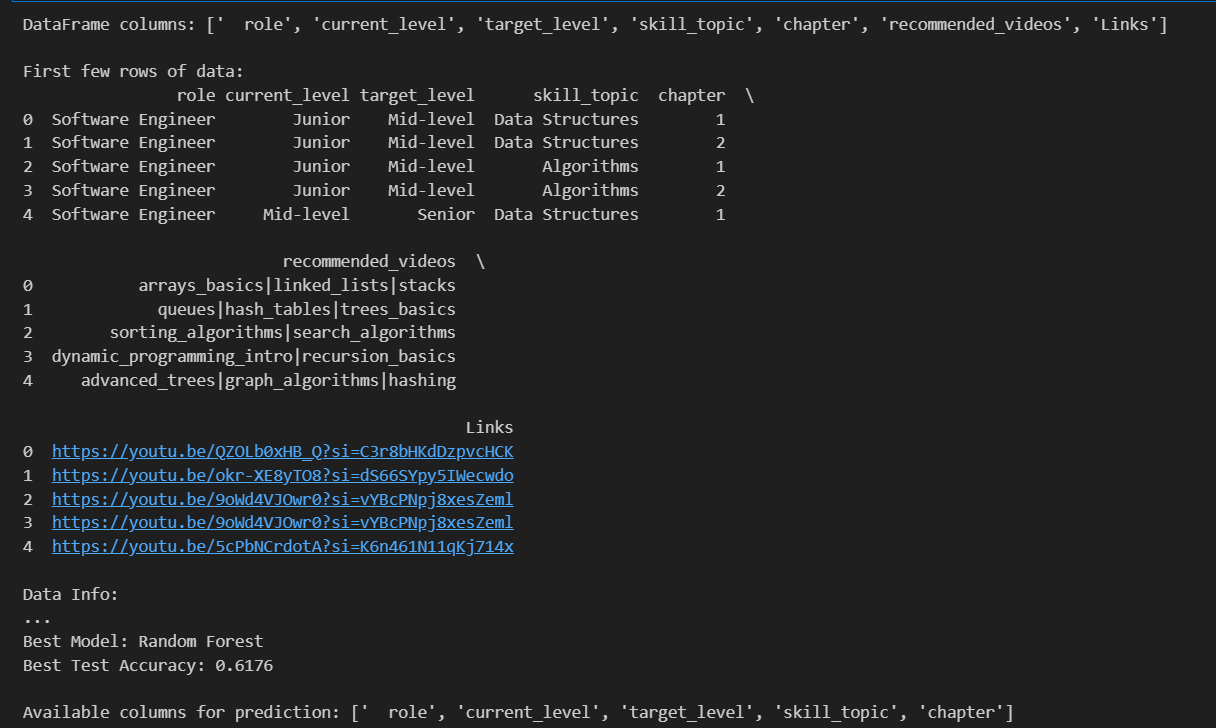 DataFrame columns: ['  role', 'current_level', 'target_level', 'skill_topic', 'chapter', 'recommended_videos', 'Links']
First few rows of data:
role current_level target_level skill_topic chapter \
0 Software Engineer Junior Mid-level Data Structures 1
1 Software Engineer Junior Mid-level Data Structures 2
2 Software Engineer Junior Mid-level Algorithms 1
3 Software Engineer Junior Mid-level Algorithms 2
4 Software Engineer Mid-level Senior Data Structures 1
recommended_videos \
0 arrays_basics|linked_lists|stacks
1 queues|hash_tables|trees_basics
2 sorting_algorithms|search_algorithms
3 dynamic_programming_intro|recursion_basics
4 advanced_trees|graph_algorithms|hashing
Links
0 https://youtu.be/QZOLb0xHB_Q?si=C3r8bHKdDzpvcHCK
1 https://youtu.be/okr-XE8yTO8?si=dS66SYpy5IWecwdo
2 https://youtu.be/9oWd4VJOwr0?si=vYBcPNpj8xesZeml
3 https://youtu.be/9oWd4VJOwr0?si=vYBcPNpj8xesZeml
4 https://youtu.be/5cPbNCrdotA?si=K6n461N11qKj714x
Data Info:
...
Best Model: Random Forest
Best Test Accuracy: 0.6176
Available columns for prediction: ['  role', 'current_level', 'target_level', 'skill_topic', 'chapter']